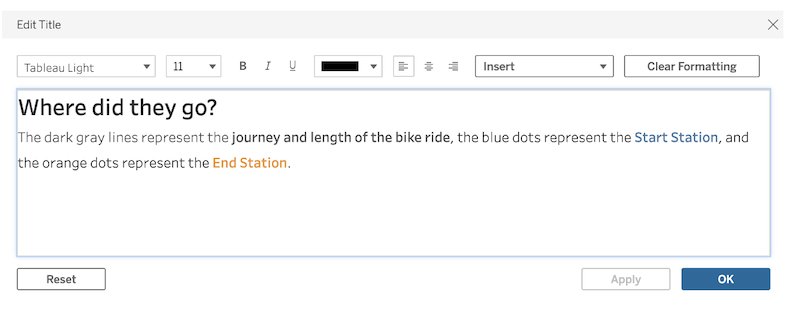 Edit Title
Tableau Light 11 B I U Insert Clear Formatting
Where did they go?
The dark gray lines represent the journey and length of the bike ride, the blue dots represent the Start Station, and
the orange dots represent the End Station.
Reset Apply OK